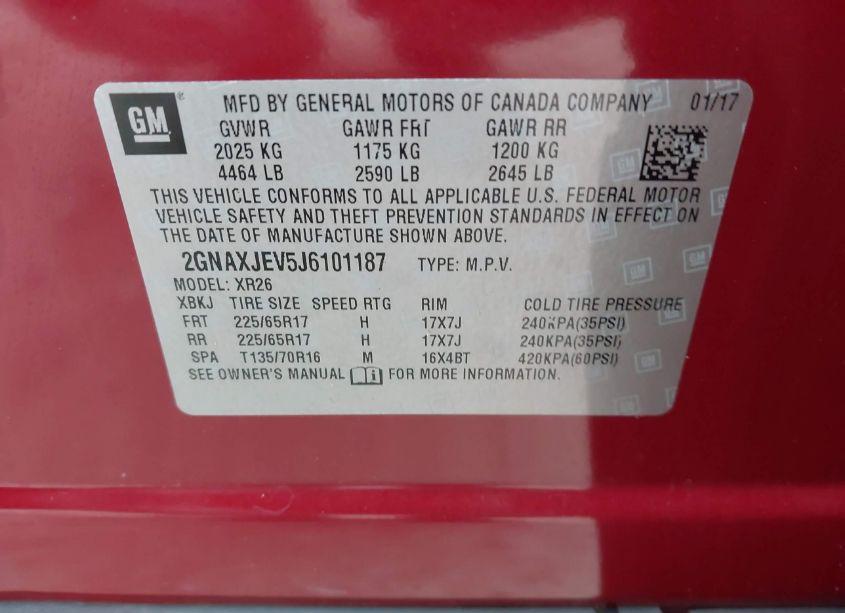 GM
MFD BY GENERAL MOTORS OF CANADA COMPANY 01/17
GVWR GAWR FRT GAWR RR
2025 KG 1175 KG 1200 KG
4464 LB 2590 LB 2645 LB
THIS VEHICLE CONFORMS TO ALL APPLICABLE U.S. FEDERAL MOTOR
VEHICLE SAFETY AND THEFT PREVENTION STANDARDS IN EFFECT ON
THE DATE OF MANUFACTURE SHOWN ABOVE.
2GNAXJEV5J6101187 TYPE: M.P.V.
MODEL: XR26
XBKJ TIRE SIZE SPEED RTG RIM COLD TIRE PRESSURE
FRT 225/65R17 H 17X7J 240KPA(35PSI)
RR 225/65R17 H 17X7J 240KPA(35PSI)
SPA T135/70R16 M 16X4BT 420KPA(60PSI)
SEE OWNER'S MANUAL FOR MORE INFORMATION.